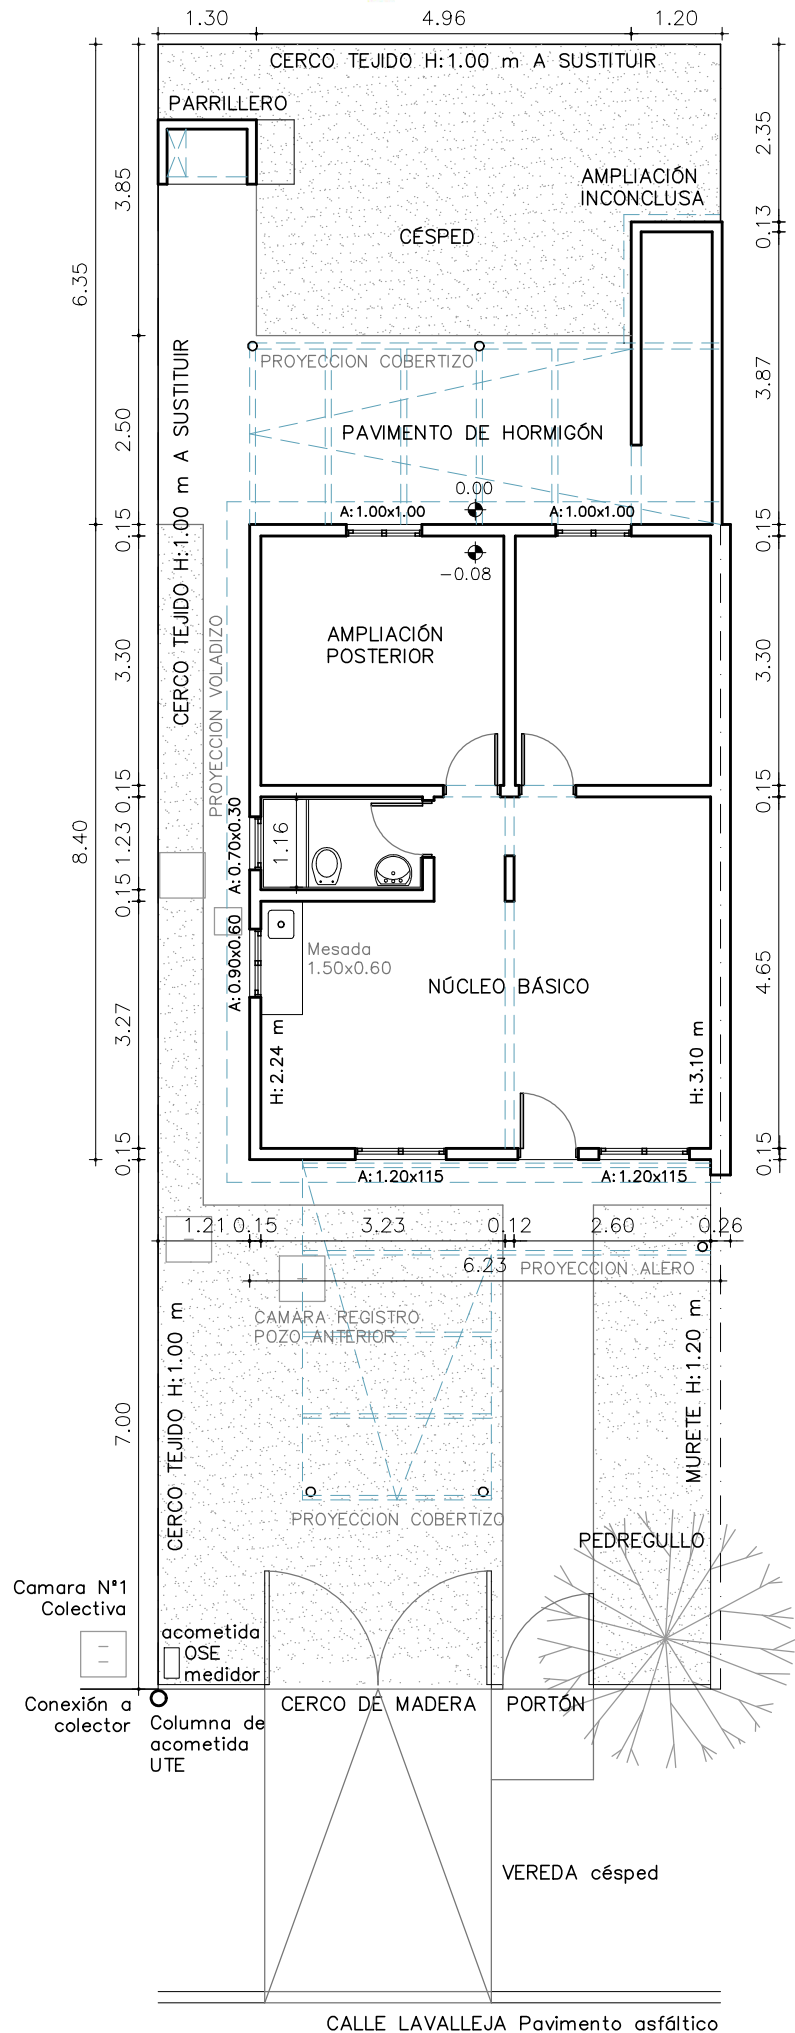 1.30 4.96 1.20
CERCO TEJIDO H:1.00 m A SUSTITUIR
PARRILLERO
2.35
3.85
AMPLIACIÓN
INCONCLUSA
0.13
CÉSPED
6.35
CERCO TEJIDO H:1.00 m A SUSTITUIR
PROYECCION COBERTIZO
3.87
2.50
PAVIMENTO DE HORMIGÓN
0.00
A:1.00x1.00
A:1.00x1.00
0.15
0.15
-0.08
AMPLIACIÓN
POSTERIOR
3.30
3.30
PROYECCION VOLADIZO
0.15
0.15
8.40
1.23
A:0.70x0.30
1.16
0.15
A:0.90x0.60
Mesada
1.50x0.60
NÚCLEO BÁSICO
4.65
3.27
H:2.24 m
H:3.10 m
0.15
0.15
A:1.20x115
A:1.20x115
1.21 0.15 3.23 0.12 2.60 0.26
6.23
PROYECCION ALERO
CAMARA REGISTRO
POZO ANTERIOR
CERCO TEJIDO H:1.00 m
MURETE H:1.20 m
7.00
PROYECCION COBERTIZO
PEDREGULLO
Camara N°1
Colectiva
acometida
OSE
medidor
Conexión a
colector
CERCO DE MADERA
PORTÓN
Columna de
acometida
UTE
VEREDA césped
CALLE LAVALLEJA Pavimento asfáltico